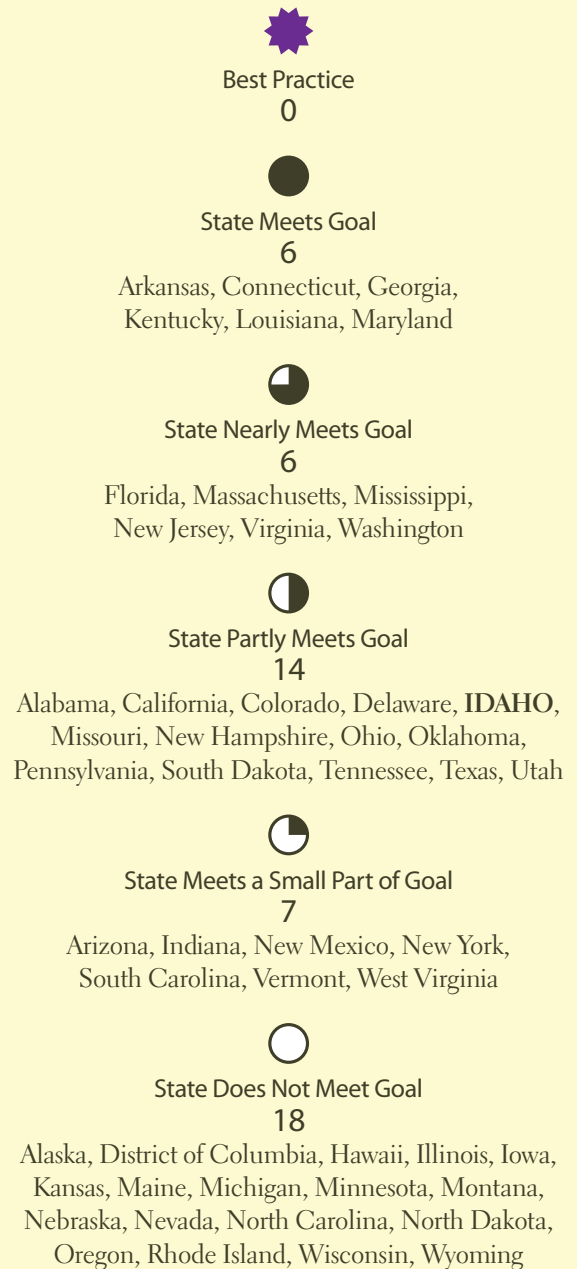 Best Practice
0
State Meets Goal
6
Arkansas, Connecticut, Georgia,
Kentucky, Louisiana, Maryland
State Nearly Meets Goal
6
Florida, Massachusetts, Mississippi,
New Jersey, Virginia, Washington
State Partly Meets Goal
14
Alabama, California, Colorado, Delaware, IDAHO,
Missouri, New Hampshire, Ohio, Oklahoma,
Pennsylvania, South Dakota, Tennessee, Texas, Utah
State Meets a Small Part of Goal
7
Arizona, Indiana, New Mexico, New York,
South Carolina, Vermont, West Virginia
State Does Not Meet Goal
18
Alaska, District of Columbia, Hawaii, Illinois, Iowa,
Kansas, Maine, Michigan, Minnesota, Montana,
Nebraska, Nevada, North Carolina, North Dakota,
Oregon, Rhode Island, Wisconsin, Wyoming